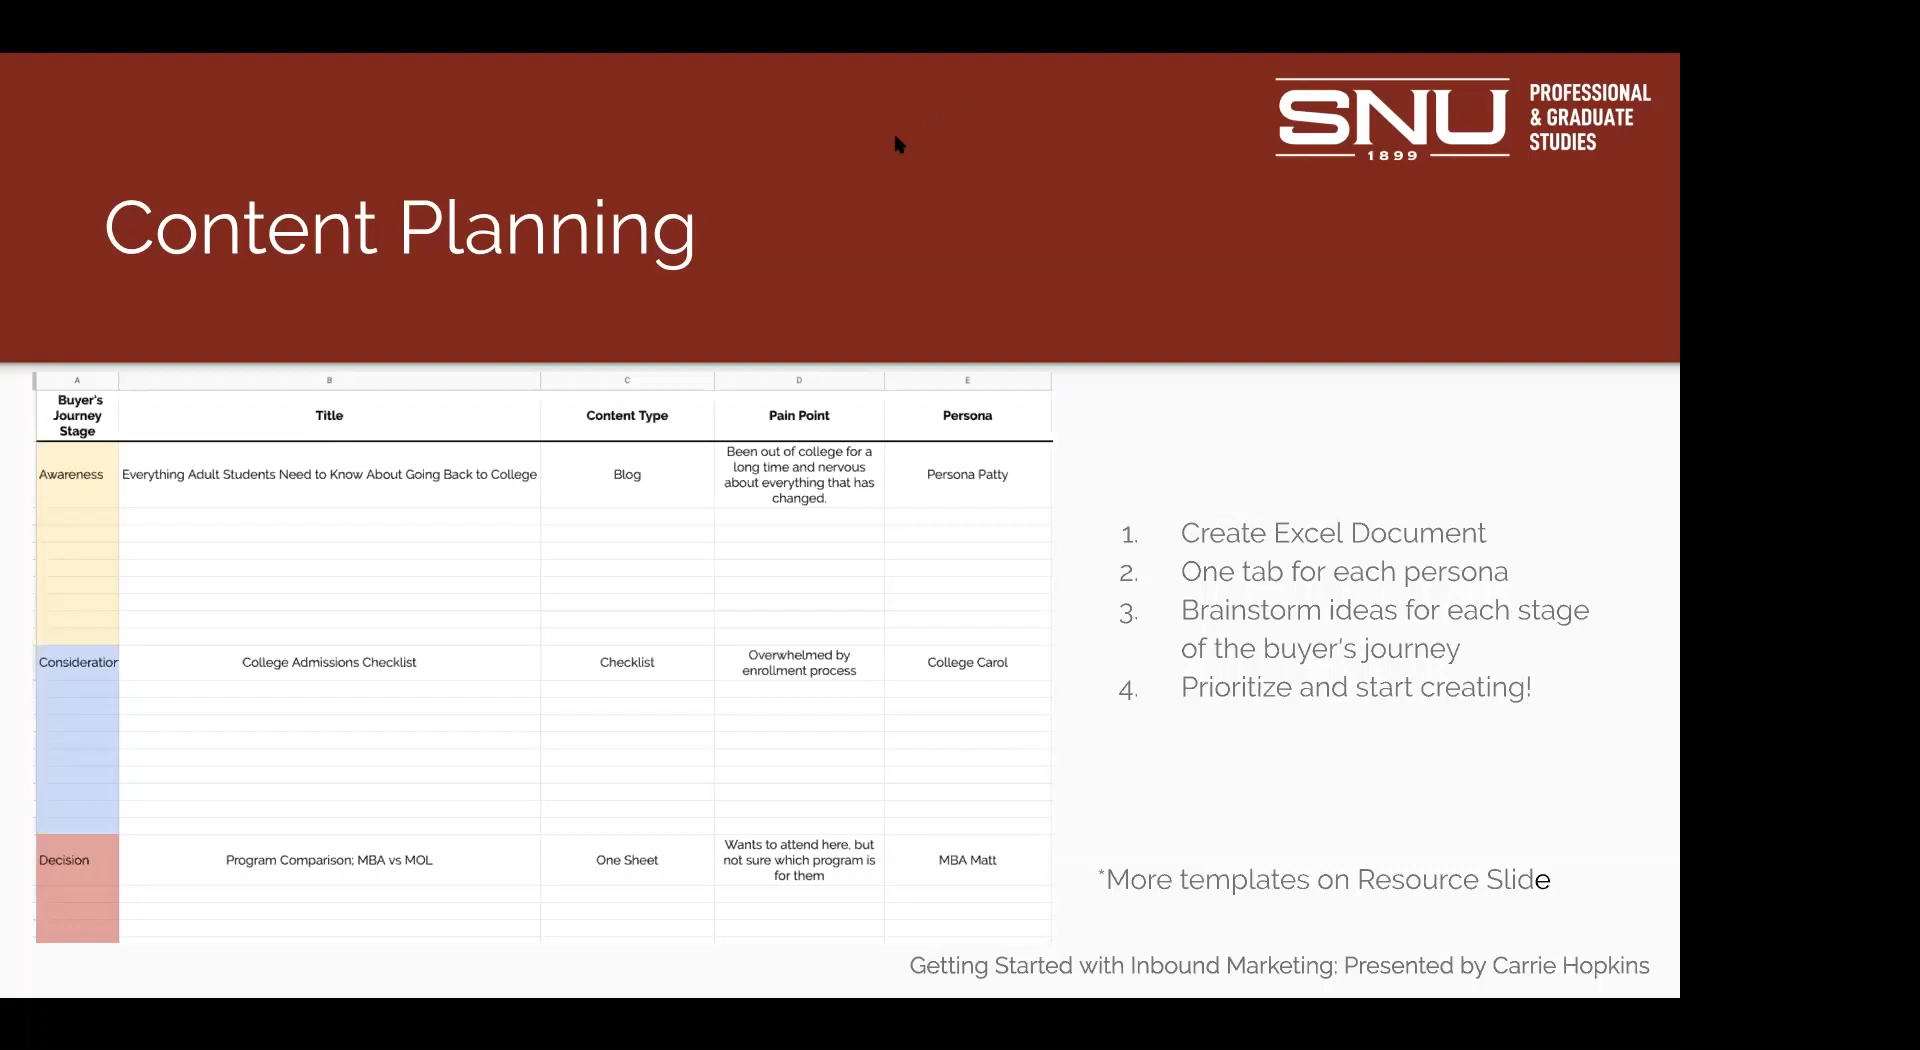 SNU
1899
PROFESSIONAL
& GRADUATE
STUDIES
Content Planning
A B C D E
Buyer's
Journey
Stage
Title
Content Type
Pain Point
Persona
Awareness
Everything Adult Students Need to Know About Going Back to College
Blog
Been out of college for a
long time and nervous
about everything that has
changed.
Persona Patty
Consideration
College Admissions Checklist
Checklist
Overwhelmed by
enrollment process
College Carol
Decision
Program Comparison; MBA vs MOL
One Sheet
Wants to attend here, but
not sure which program is
for them
MBA Matt
1. Create Excel Document
2. One tab for each persona
3. Brainstorm ideas for each stage
of the buyer's journey
4. Prioritize and start creating!
*More templates on Resource Slide
Getting Started with Inbound Marketing: Presented by Carrie Hopkins